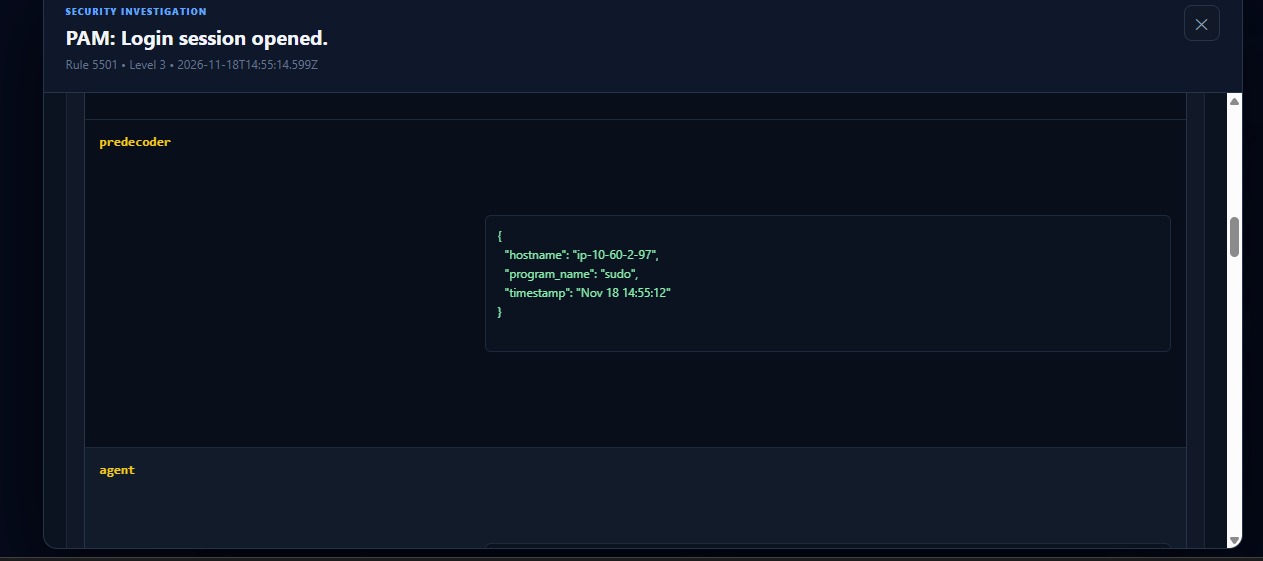 SECURITY INVESTIGATION
PAM: Login session opened.
Rule 5501 • Level 3 • 2026-11-18T14:55:14.599Z
predecoder
{
"hostname": "ip-10-60-2-97",
"program_name": "sudo",
"timestamp": "Nov 18 14:55:12"
}
agent